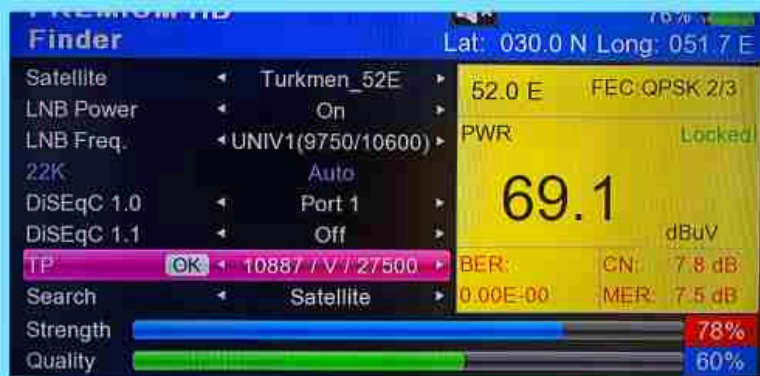 PREMIUM HD
76%
Finder
Lat: 030.0 N Long: 051.7 E
Satellite Turkmen_52E
LNB Power On
LNB Freq. UNIV1(9750/10600)
22K Auto
DiSEqC 1.0 Port 1
DiSEqC 1.1 Off
TP OK 10887 / V / 27500
Search Satellite
52.0 E FEC:QPSK 2/3
PWR Locked!
69.1
dBuV
BER: CN: 7.8 dB
0.00E-00 MER: 7.5 dB
Strength 78%
Quality 60%